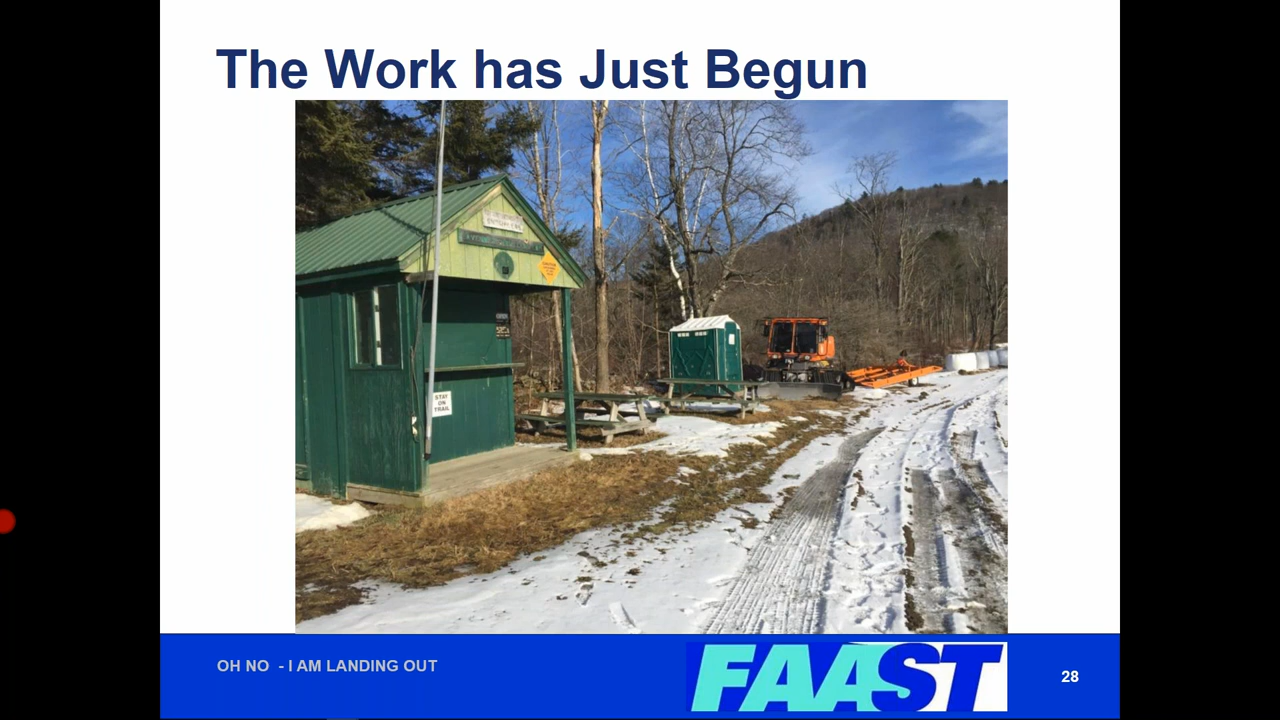 The Work has Just Begun
STAY
ON
TRAIL
OH NO - I AM LANDING OUT
FAAST
28